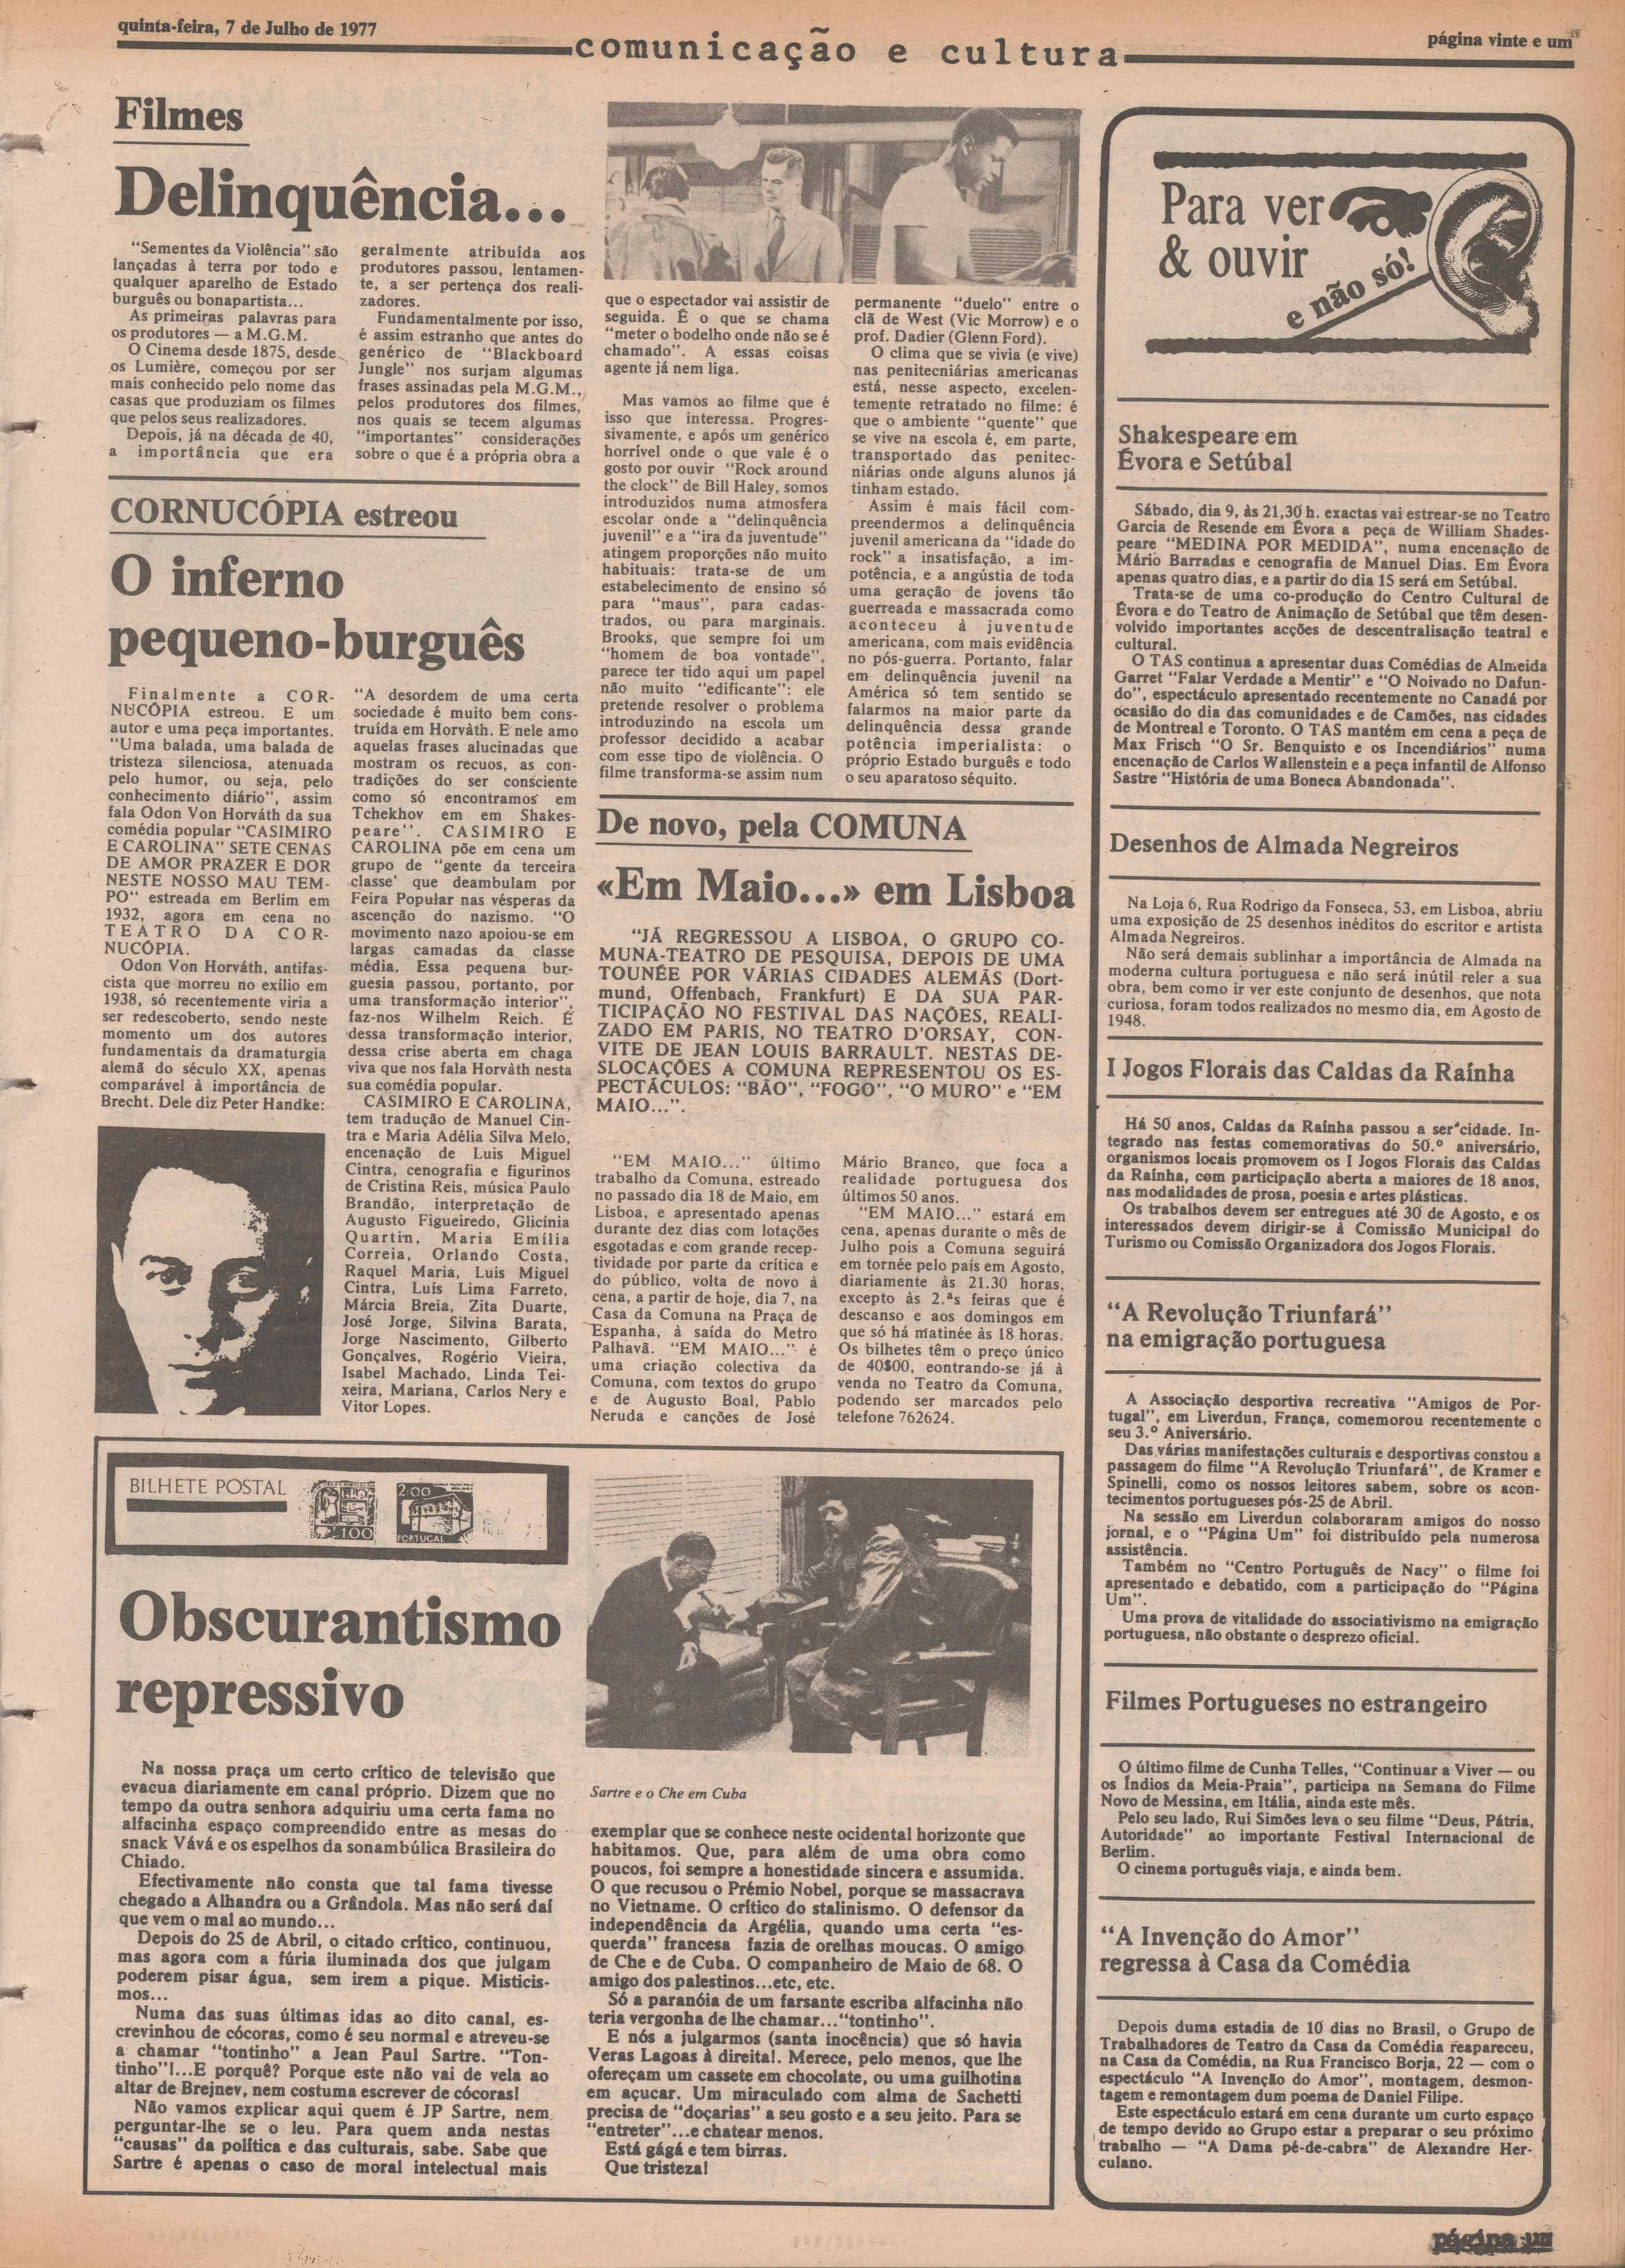 quinta-feira, 7 de Julho de 1977
comunicação e cultura
página vinte e um
Filmes
Delinquência...
"Sementes da Violência" são
lançadas à terra por todo e
qualquer aparelho de Estado
burguês ou bonapartista...
As primeiras palavras para
os produtores — a M.G.M.
O Cinema desde 1875, desde
os Lumière, começou por ser
mais conhecido pelo nome das
casas que produziam os filmes
que pelos seus realizadores.
Depois, já na década de 40,
a importância que era
geralmente atribuída aos
produtores passou, lentamen-
te, a ser pertença dos reali-
zadores.
Fundamentalmente por isso,
é assim estranho que antes do
genérico de "Blackboard
Jungle" nos surjam algumas
frases assinadas pela M.G.M.,
pelos produtores dos filmes,
nos quais se tecem algumas
"importantes" considerações
sobre o que é a própria obra a
que o espectador vai assistir de
seguida. É o que se chama
"meter o bodelho onde não se é
chamado". A essas coisas
agente já nem liga.
Mas vamos ao filme que é
isso que interessa. Progres-
sivamente, e após um genérico
horrível onde o que vale é o
gosto por ouvir "Rock around
the clock" de Bill Haley, somos
introduzidos numa atmosfera
escolar onde a "delinquência
juvenil" e a "ira da juventude"
atingem proporções não muito
habituais: trata-se de um
estabelecimento de ensino só
para "maus", para cadas-
trados, ou para marginais.
Brooks, que sempre foi um
"homem de boa vontade",
parece ter tido aqui um papel
não muito "edificante": ele
pretende resolver o problema
introduzindo na escola um
professor decidido a acabar
com esse tipo de violência. O
filme transforma-se assim num
permanente "duelo" entre o
clã de West (Vic Morrow) e o
prof. Dadier (Glenn Ford).
O clima que se vivia (e vive)
nas penitenciárias americanas
está, nesse aspecto, excelen-
temente retratado no filme: é
que o ambiente "quente" que
se vive na escola é, em parte,
transportado das penitec-
niárias onde alguns alunos já
tinham estado.
Assim é mais fácil com-
preendermos a delinquência
juvenil americana da "idade do
rock" a insatisfação, a im-
potência, e a angústia de toda
uma geração de jovens tão
guerreada e massacrada como
aconteceu à juventude
americana, com mais evidência
no pós-guerra. Portanto, falar
em delinquência juvenil na
América só tem sentido se
falarmos na maior parte da
delinquência dessa grande
potência imperialista: o
próprio Estado burguês e todo
o seu aparatoso séquito.
CORNUCÓPIA estreou
O inferno
pequeno-burguês
Finalmente a COR-
NUCÓPIA estreou. E um
autor e uma peça importantes.
"Uma balada, uma balada de
tristeza silenciosa, atenuada
pelo humor, ou seja, pelo
conhecimento diário", assim
fala Odon Von Horváth da sua
comédia popular "CASIMIRO
E CAROLINA" SETE CENAS
DE AMOR PRAZER E DOR
NESTE NOSSO MAU TEM-
PO" estreada em Berlim em
1932, agora em cena no
TEATRO DA COR-
NUCÓPIA.
Odon Von Horváth, antifas-
cista que morreu no exílio em
1938, só recentemente viria a
ser redescoberto, sendo neste
momento um dos autores
fundamentais da dramaturgia
alemã do século XX, apenas
comparável à importância de
Brecht. Dele diz Peter Handke:
"A desordem de uma certa
sociedade é muito bem cons-
truída em Horvàth. E nele amo
aquelas frases alucinadas que
mostram os recuos, as con-
tradições do ser consciente
como só encontramos em
Tchekhov em em Shakes-
peare". CASIMIRO E
CAROLINA põe em cena um
grupo de "gente da terceira
classe' que deambulam por
Feira Popular nas vésperas da
ascenção do nazismo. "O
movimento nazo apoiou-se em
largas camadas da classe
média. Essa pequena bur-
guesia passou, portanto, por
uma transformação interior",
faz-nos Wilhelm Reich. É
dessa transformação interior,
dessa crise aberta em chaga
viva que nos fala Horvàth nesta
sua comédia popular.
CASIMIRO E CAROLINA,
tem tradução de Manuel Cin-
tra e Maria Adélia Silva Melo,
encenação de Luis Miguel
Cintra, cenografia e figurinos
de Cristina Reis, música Paulo
Brandão, interpretação de
Augusto Figueiredo, Glicínia
Quartin, Maria Emília
Correia, Orlando Costa,
Raquel Maria, Luis Miguel
Cintra, Luís Lima Farreto,
Márcia Breia, Zita Duarte,
José Jorge, Silvina Barata,
Jorge Nascimento, Gilberto
Gonçalves, Rogério Vieira,
Isabel Machado, Linda Tei-
xeira, Mariana, Carlos Nery e
Vitor Lopes.
De novo, pela COMUNA
«Em Maio...» em Lisboa
"JÁ REGRESSOU A LISBOA, O GRUPO CO-
MUNA-TEATRO DE PESQUISA, DEPOIS DE UMA
TOUNÉE POR VÁRIAS CIDADES ALEMÃS (Dort-
mund, Offenbach, Frankfurt) E DA SUA PAR-
TICIPAÇÃO NO FESTIVAL DAS NAÇÕES, REALI-
ZADO EM PARIS, NO TEATRO D'ORSAY, CON-
VITE DE JEAN LOUIS BARRAULT. NESTAS DE-
SLOCAÇÕES A COMUNA REPRESENTOU OS ES-
PECTÁCULOS: "BÃO", "FOGO", "O MURO" e "EM
MAIO...".
"EM MAIO..." último
trabalho da Comuna, estreado
no passado dia 18 de Maio, em
Lisboa, e apresentado apenas
durante dez dias com lotações
esgotadas e com grande recep-
tividade por parte da crítica e
do público, volta de novo à
cena, a partir de hoje, dia 7, na
Casa da Comuna na Praça de
Espanha, à saída do Metro
Palhavã. "EM MAIO..." é
uma criação colectiva da
Comuna, com textos do grupo
e de Augusto Boal, Pablo
Neruda e canções de José
Mário Branco, que foca a
realidade portuguesa dos
últimos 50 anos.
"EM MAIO..." estará em
cena, apenas durante o mês de
Julho pois a Comuna seguirá
em tornée pelo país em Agosto,
diariamente às 21.30 horas,
excepto às 2.ªs feiras que é
descanso e aos domingos em
que só há matinée às 18 horas.
Os bilhetes têm o preço único
de 40$00, eontrando-se já à
venda no Teatro da Comuna,
podendo ser marcados pelo
telefone 762624.
BILHETE POSTAL
1.00
2.00
PORTUGAL
Obscurantismo
repressivo
Na nossa praça um certo crítico de televisão que
evacua diariamente em canal próprio. Dizem que no
tempo da outra senhora adquiriu uma certa fama no
alfacinha espaço compreendido entre as mesas do
snack Vává e os espelhos da sonambúlica Brasileira do
Chiado.
Efectivamente não consta que tal fama tivesse
chegado a Alhandra ou a Grândola. Mas não será daí
que vem o mal ao mundo...
Depois do 25 de Abril, o citado crítico, continuou,
mas agora com a fúria iluminada dos que julgam
poderem pisar água, sem irem a pique. Misticis-
mos...
Numa das suas últimas idas ao dito canal, es-
crevinhou de cócoras, como é seu normal e atreveu-se
a chamar "tontinho" a Jean Paul Sartre. "Ton-
tinho"!...E porquê? Porque este não vai de vela ao
altar de Brejnev, nem costuma escrever de cócoras!
Não vamos explicar aqui quem é JP Sartre, nem
perguntar-lhe se o leu. Para quem anda nestas
"causas" da política e das culturais, sabe. Sabe que
Sartre é apenas o caso de moral intelectual mais
Sartre e o Che em Cuba
exemplar que se conhece neste ocidental horizonte que
habitamos. Que, para além de uma obra como
poucos, foi sempre a honestidade sincera e assumida.
O que recusou o Prémio Nobel, porque se massacrava
no Vietname. O crítico do stalinismo. O defensor da
independência da Argélia, quando uma certa "es-
querda" francesa fazia de orelhas moucas. O amigo
de Che e de Cuba. O companheiro de Maio de 68. O
amigo dos palestinos...etc, etc.
Só a paranóia de um farsante escriba alfacinha não
teria vergonha de lhe chamar..."tontinho".
E nós a julgarmos (santa inocência) que só havia
Veras Lagoas à direita!. Merece, pelo menos, que lhe
ofereçam um cassete em chocolate, ou uma guilhotina
em açucar. Um miraculado com alma de Sachetti
precisa de "doçarias" a seu gosto e a seu jeito. Para se
"entreter"...e chatear menos.
Está gágá e tem birras.
Que tristeza!
Para ver
& ouvir
e não só!
Shakespeare em
Évora e Setúbal
Sábado, dia 9, às 21,30 h. exactas vai estrear-se no Teatro
Garcia de Resende em Évora a peça de William Shades-
peare "MEDINA POR MEDIDA", numa encenação de
Mário Barradas e cenografia de Manuel Dias. Em Évora
apenas quatro dias, e a partir do dia 15 será em Setúbal.
Trata-se de uma co-produção do Centro Cultural de
Évora e do Teatro de Animação de Setúbal que têm desen-
volvido importantes acções de descentralisação teatral e
cultural.
O TAS continua a apresentar duas Comédias de Almeida
Garret "Falar Verdade a Mentir" e "O Noivado no Dafun-
do", espectáculo apresentado recentemente no Canadá por
ocasião do dia das comunidades e de Camões, nas cidades
de Montreal e Toronto. O TAS mantém em cena a peça de
Max Frisch "O Sr. Benquisto e os Incendiários" numa
encenação de Carlos Wallenstein e a peça infantil de Alfonso
Sastre "História de uma Boneca Abandonada".
Desenhos de Almada Negreiros
Na Loja 6, Rua Rodrigo da Fonseca, 53, em Lisboa, abriu
uma exposição de 25 desenhos inéditos do escritor e artista
Almada Negreiros.
Não será demais sublinhar a importância de Almada na
moderna cultura portuguesa e não será inútil reler a sua
obra, bem como ir ver este conjunto de desenhos, que nota
curiosa, foram todos realizados no mesmo dia, em Agosto de
1948.
I Jogos Florais das Caldas da Raínha
Há 50 anos, Caldas da Raínha passou a ser cidade. In-
tegrado nas festas comemorativas do 50.º aniversário,
organismos locais promovem os I Jogos Florais das Caldas
da Raínha, com participação aberta a maiores de 18 anos,
nas modalidades de prosa, poesia e artes plásticas.
Os trabalhos devem ser entregues até 30 de Agosto, e os
interessados devem dirigir-se à Comissão Municipal do
Turismo ou Comissão Organizadora dos Jogos Florais.
"A Revolução Triunfará"
na emigração portuguesa
A Associação desportiva recreativa "Amigos de Por-
tugal", em Liverdun, França, comemorou recentemente o
seu 3.º Aniversário.
Das várias manifestações culturais e desportivas constou a
passagem do filme "A Revolução Triunfará", de Kramer e
Spinelli, como os nossos leitores sabem, sobre os acon-
tecimentos portugueses pós-25 de Abril.
Na sessão em Liverdun colaboraram amigos do nosso
jornal, e o "Página Um" foi distribuído pela numerosa
assistência.
Também no "Centro Português de Nacy" o filme foi
apresentado e debatido, com a participação do "Página
Um".
Uma prova de vitalidade do associativismo na emigração
portuguesa, não obstante o desprezo oficial.
Filmes Portugueses no estrangeiro
O último filme de Cunha Telles, "Continuar a Viver — ou
os Índios da Meia-Praia", participa na Semana do Filme
Novo de Messina, em Itália, ainda este mês.
Pelo seu lado, Rui Simões leva o seu filme "Deus, Pátria,
Autoridade" ao importante Festival Internacional de
Berlim.
O cinema português viaja, e ainda bem.
"A Invenção do Amor"
regressa à Casa da Comédia
Depois duma estadia de 10 dias no Brasil, o Grupo de
Trabalhadores de Teatro da Casa da Comédia reapareceu,
na Casa da Comédia, na Rua Francisco Borja, 22 — com o
espectáculo "A Invenção do Amor", montagem, desmon-
tagem e remontagem dum poema de Daniel Filipe.
Este espectáculo estará em cena durante um curto espaço
de tempo devido ao Grupo estar a preparar o seu próximo
trabalho — "A Dama pé-de-cabra" de Alexandre Her-
culano.
página um